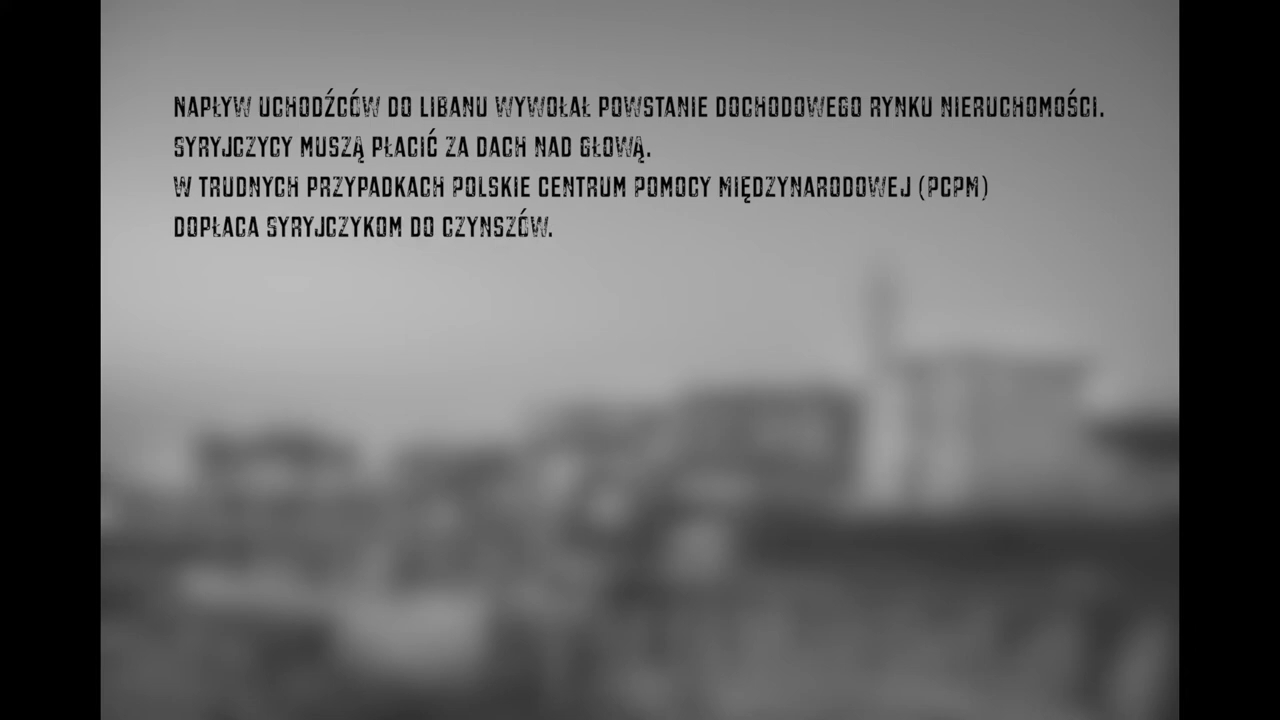 NAPŁYW UCHODŹCÓW DO LIBANU WYWOŁAŁ POWSTANIE DOCHODOWEGO RYNKU NIERUCHOMOŚCI.
SYRYJCZYCY MUSZĄ PŁACIĆ ZA DACH NAD GŁOWĄ.
W TRUDNYCH PRZYPADKACH POLSKIE CENTRUM POMOCY MIĘDZYNARODOWEJ (PCPM)
DOPŁACA SYRYJCZYKOM DO CZYNSZÓW.